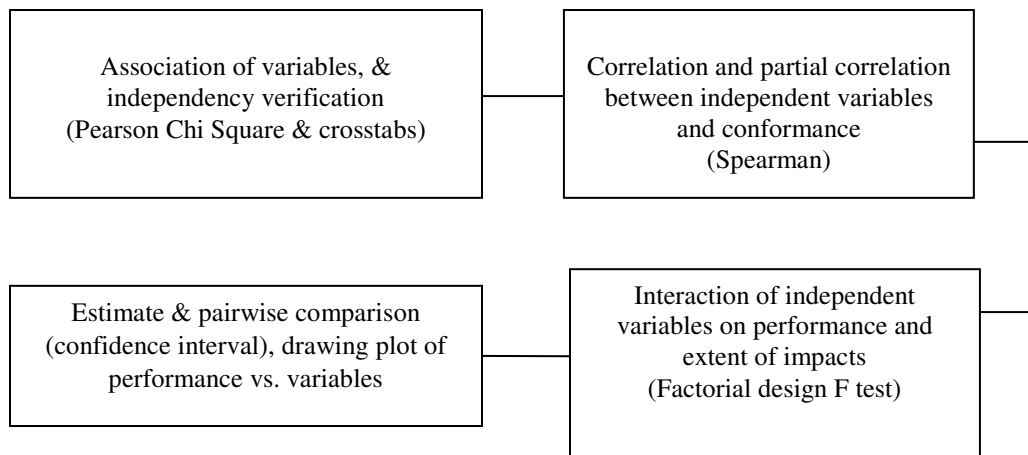 Association of variables, &
independency verification
(Pearson Chi Square & crosstabs)
Correlation and partial correlation
between independent variables
and conformance
(Spearman)
Estimate & pairwise comparison
(confidence interval), drawing plot of
performance vs. variables
Interaction of independent
variables on performance and
extent of impacts
(Factorial design F test)